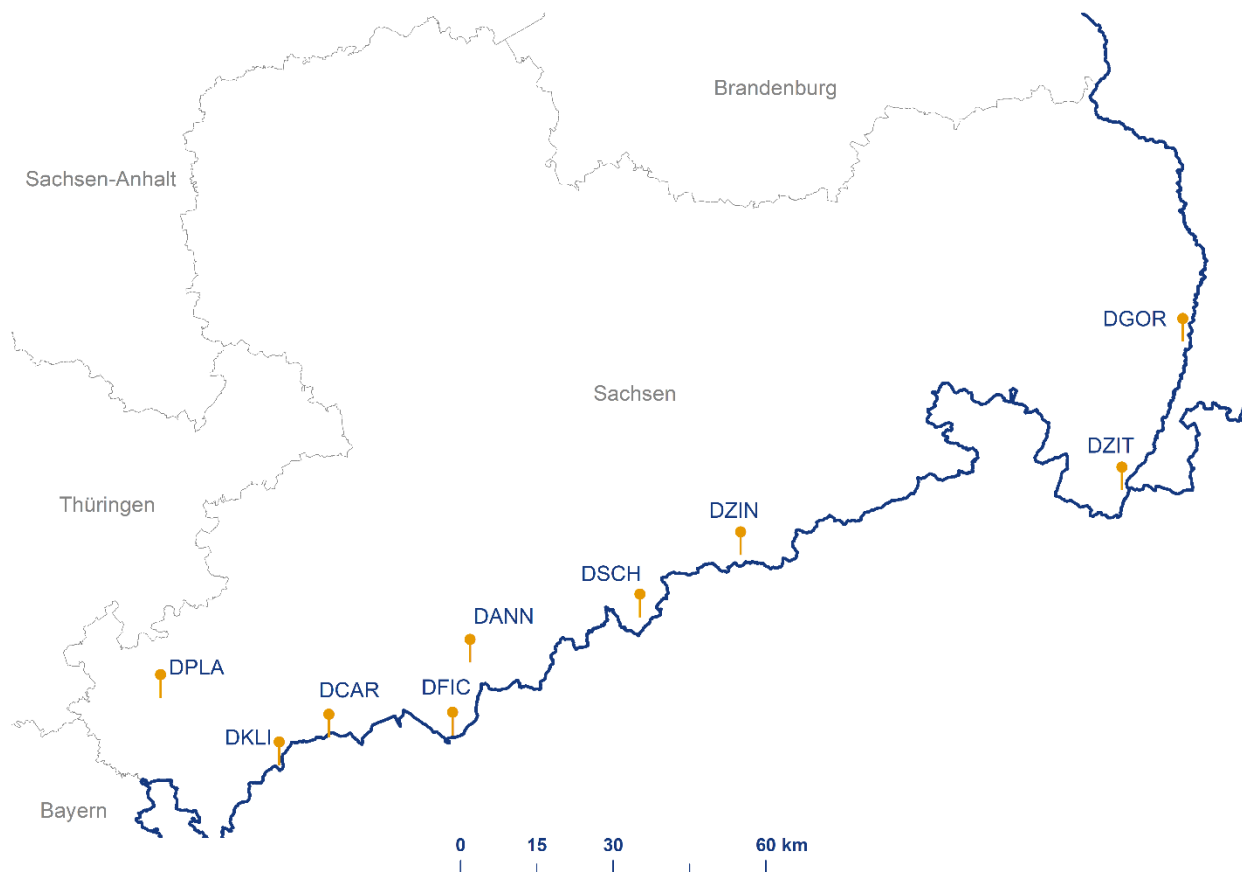 Brandenburg
Sachsen-Anhalt
DGOR
Sachsen
DZIT
Thüringen
DZIN
DSCH
DANN
DPLA
DCAR
DFIC
DKLI
Bayern
0 15 30 60 km